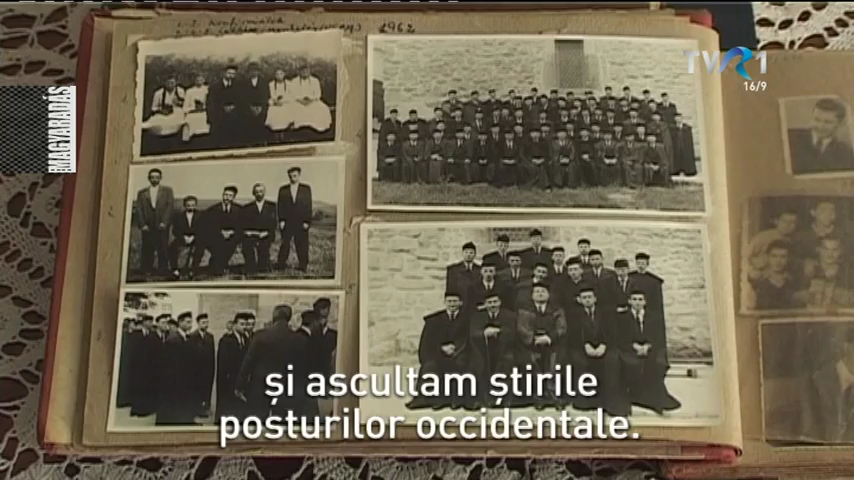 1962
TVR1
16/9
MAGYARADÁS
și ascultam știrile
posturilor occidentale.